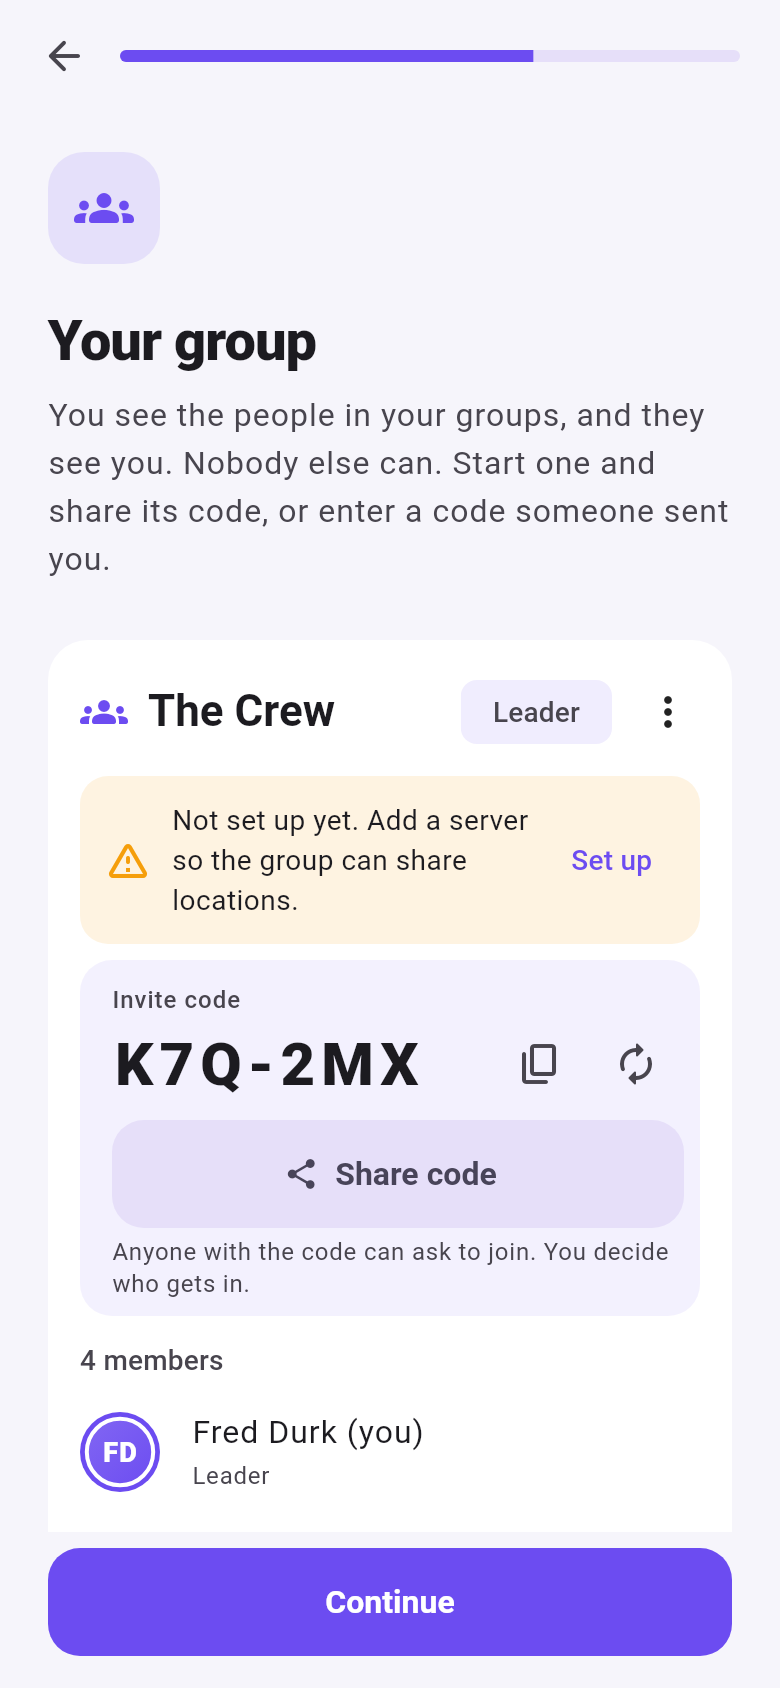 Your group
You see the people in your groups, and they
see you. Nobody else can. Start one and
share its code, or enter a code someone sent
you.
The Crew
Leader
Not set up yet. Add a server
so the group can share
locations.
Set up
Invite code
K7Q-2MX
Share code
Anyone with the code can ask to join. You decide
who gets in.
4 members
FD
Fred Durk (you)
Leader
Continue